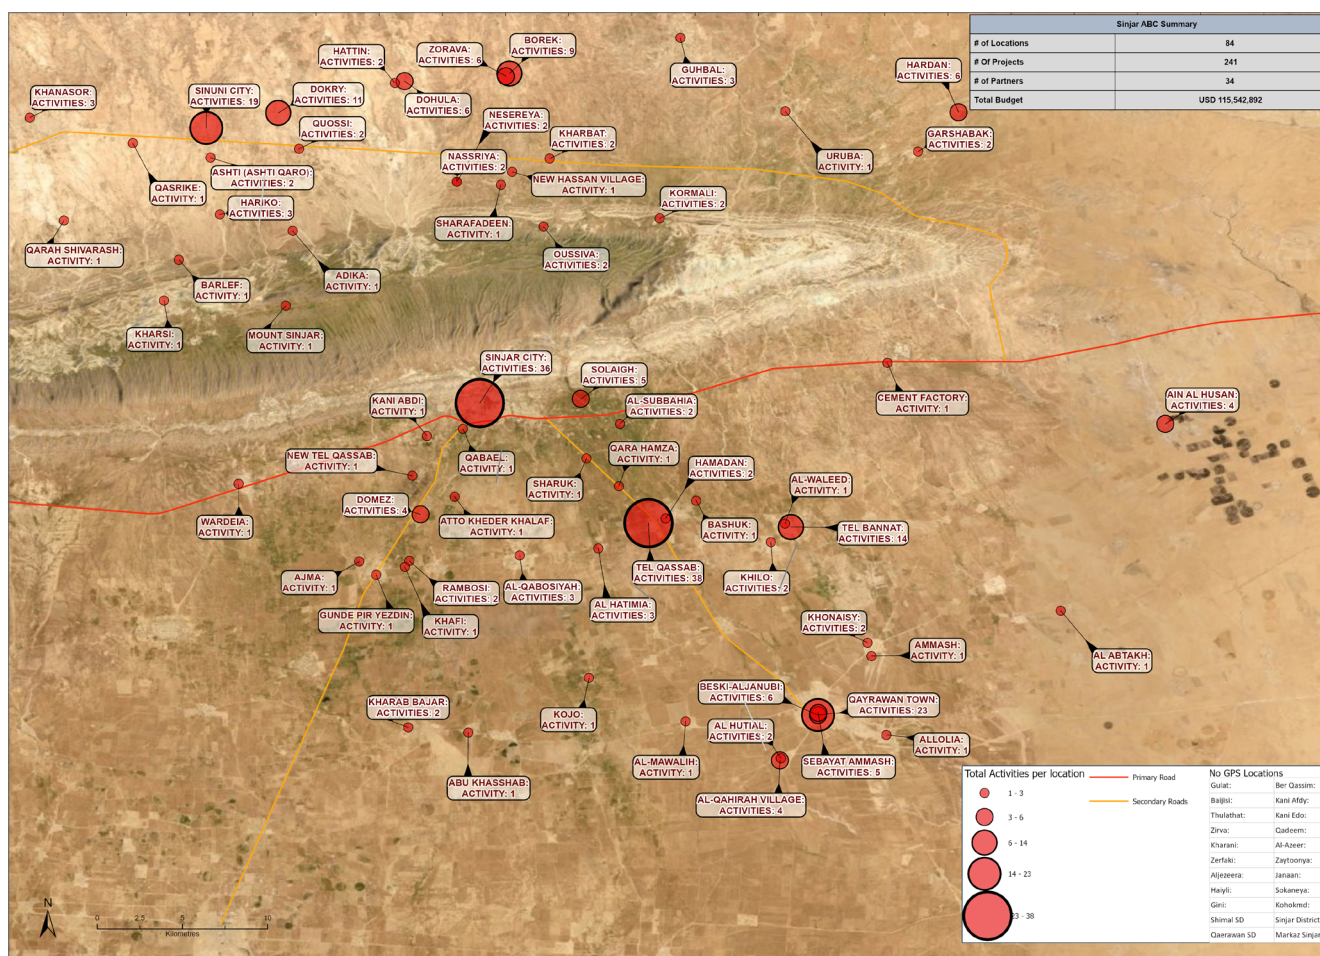 Sinjar ABC Summary
# of Locations 84
# Of Projects 241
# of Partners 34
Total Budget USD 115,542,892
BOREK:
ACTIVITIES: 9
ZORAVA:
ACTIVITIES: 6
HATTIN:
ACTIVITIES: 2
GUHBAL:
ACTIVITIES: 3
HARDAN:
ACTIVITIES: 6
KHANASOR:
ACTIVITIES: 3
SINUNI CITY:
ACTIVITIES: 19
DOKRY:
ACTIVITIES: 11
DOHULA:
ACTIVITIES: 6
QUOSSI:
ACTIVITIES: 2
NESEREYA:
ACTIVITIES: 2
KHARBAT:
ACTIVITIES: 2
GARSHABAK:
ACTIVITIES: 2
NASSRIYA:
ACTIVITIES: 2
URUBA:
ACTIVITY: 1
ASHTI (ASHTI QARO):
ACTIVITIES: 2
NEW HASSAN VILLAGE:
ACTIVITY: 1
QASRIKE:
ACTIVITY: 1
HARIKO:
ACTIVITIES: 3
KORMALI:
ACTIVITIES: 2
SHARAFADEEN:
ACTIVITY: 1
QARAH SHIVARASH:
ACTIVITY: 1
OUSSIVA:
ACTIVITIES: 2
ADIKA:
ACTIVITY: 1
BARLEF:
ACTIVITY: 1
KHARSI:
ACTIVITY: 1
MOUNT SINJAR:
ACTIVITY: 1
SINJAR CITY:
ACTIVITIES: 36
SOLAIGH:
ACTIVITIES: 5
KANI ABDI:
ACTIVITY: 1
AL-SUBBAHIA:
ACTIVITIES: 2
CEMENT FACTORY:
ACTIVITY: 1
AIN AL HUSAN:
ACTIVITIES: 4
NEW TEL QASSAB:
ACTIVITY: 1
QABAEL:
ACTIVITY: 1
QARA HAMZA:
ACTIVITY: 1
HAMADAN:
ACTIVITIES: 2
SHARUK:
ACTIVITY: 1
AL-WALEED:
ACTIVITY: 1
DOMEZ:
ACTIVITIES: 4
WARDEIA:
ACTIVITY: 1
ATTO KHEDER KHALAF:
ACTIVITY: 1
BASHUK:
ACTIVITY: 1
TEL BANNAT:
ACTIVITIES: 14
TEL QASSAB:
ACTIVITIES: 38
KHILO:
ACTIVITIES: 2
AJMA:
ACTIVITY: 1
RAMBOSI:
ACTIVITIES: 2
AL-QABOSIYAH:
ACTIVITIES: 3
AL HATIMIA:
ACTIVITIES: 3
GUNDE PIR YEZDIN:
ACTIVITY: 1
KHAFI:
ACTIVITY: 1
KHONAISY:
ACTIVITIES: 2
AMMASH:
ACTIVITY: 1
AL ABTAKH:
ACTIVITY: 1
BESKI-ALJANUBI:
ACTIVITIES: 6
QAYRAWAN TOWN:
ACTIVITIES: 23
KHARAB BAJAR:
ACTIVITIES: 2
KOJO:
ACTIVITY: 1
AL HUTIAL:
ACTIVITIES: 2
ALLOLIA:
ACTIVITY: 1
AL-MAWALIH:
ACTIVITY: 1
SEBAYAT AMMASH:
ACTIVITIES: 5
ABU KHASSHAB:
ACTIVITY: 1
AL-QAHIRAH VILLAGE:
ACTIVITIES: 4
Total Activities per location
1 - 3
3 - 6
6 - 14
14 - 23
23 - 38
Primary Road
Secondary Roads
No GPS Locations
Gulat: Ber Qassim:
Baijisi: Kani Afdy:
Thulathat: Kani Edo:
Zirva: Qadeem:
Kharani: Al-Azeer:
Zerfaki: Zaytoonya:
Aljezeera: Janaan:
Haiyli: Sokaneya:
Shimal SD Sinjar District
Qaerawan SD Markaz Sinjar
N
0 2.5 5 10
Kilometres